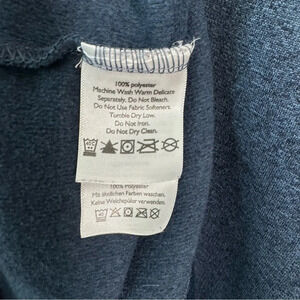 100% polyester
Machine Wash Warm Delicate
Separately. Do Not Bleach.
Do Not Use Fabric Softeners.
Tumble Dry Low.
Do Not Iron.
Do Not Dry Clean.
100% Polyester
Mit ähnlichen Farben waschen.
Keine Weichspüler verwenden.